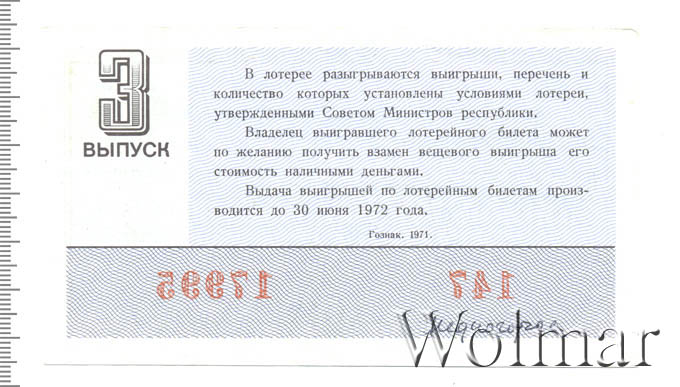 3
ВЫПУСК
В лотерее разыгрываются выигрыши, перечень и
количество которых установлены условиями лотереи,
утвержденными Советом Министров республики.
Владелец выигравшего лотерейного билета может
по желанию получить взамен вещевого выигрыша его
стоимость наличными деньгами.
Выдача выигрышей по лотерейным билетам произ-
водится до 30 июня 1972 года.
Гознак. 1971.
17995 147
Wolmar